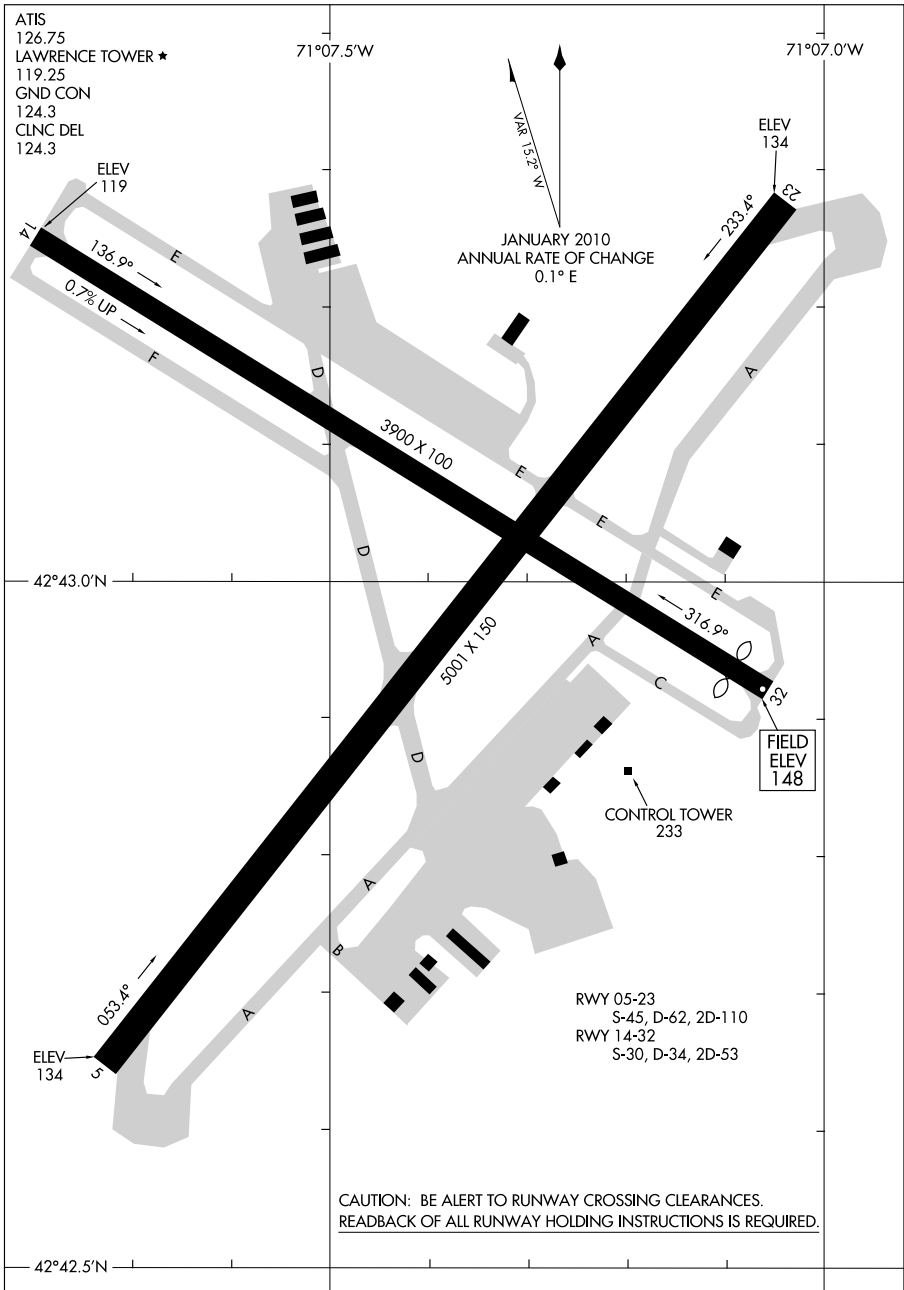 ATIS
126.75
LAWRENCE TOWER ★
119.25
GND CON
124.3
CLNC DEL
124.3
71°07.5'W
71°07.0'W
VAR 15.2° W
JANUARY 2010
ANNUAL RATE OF CHANGE
0.1° E
ELEV
134
23
233.4°
ELEV
119
14
136.9°
0.7% UP
E
F
D
A
3900 X 100
E
E
D
42°43.0'N
E
316.9°
5001 X 150
A
C
32
FIELD
ELEV
148
D
CONTROL TOWER
233
A
B
A
053.4°
ELEV
134
5
RWY 05-23
S-45, D-62, 2D-110
RWY 14-32
S-30, D-34, 2D-53
CAUTION: BE ALERT TO RUNWAY CROSSING CLEARANCES.
READBACK OF ALL RUNWAY HOLDING INSTRUCTIONS IS REQUIRED.
42°42.5'N